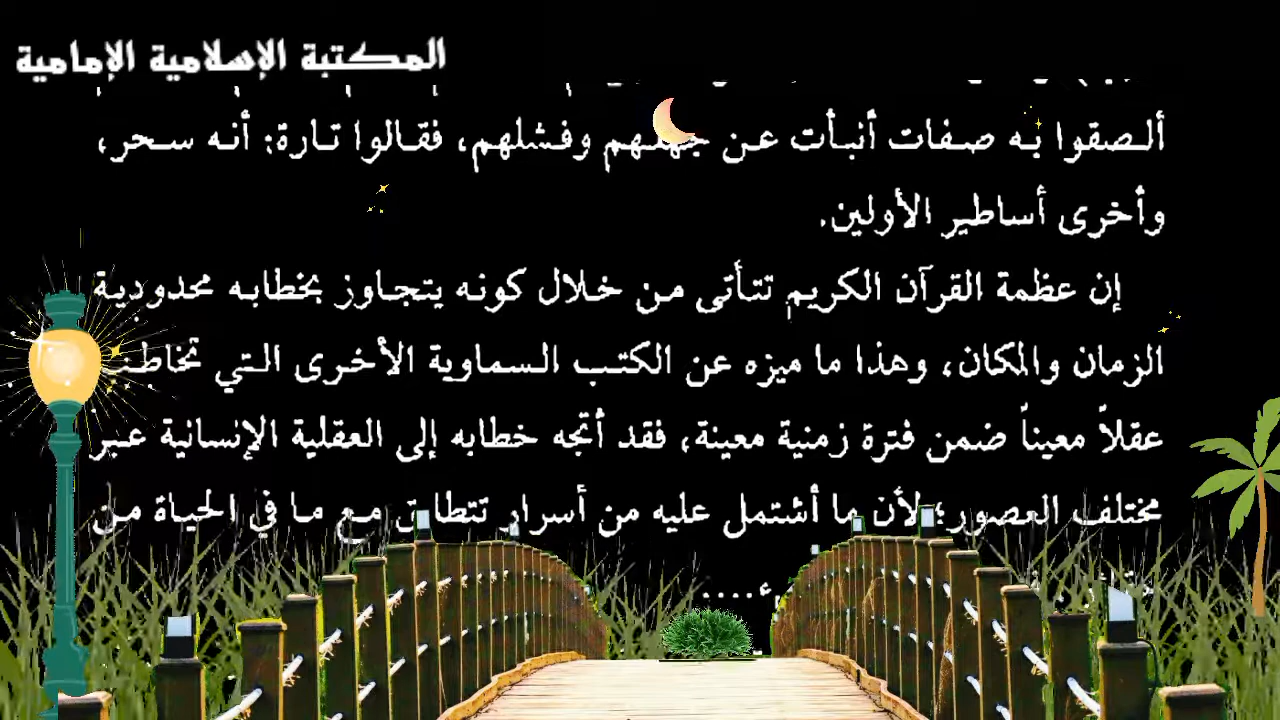 المكتبة الإسلامية الإمامية
ألصقوا به صفات أنبأت عن جهلهم وفشلهم، فقالوا تارة: أنه سحر،
وأخرى أساطير الأولين.
إن عظمة القرآن الكريم تتأتى من خلال كونه يتجاوز بخطابه محدودية
الزمان والمكان، وهذا ما ميزه عن الكتب السماوية الأخرى التي تخاطب
عقلاً معيناً ضمن فترة زمنية معينة، فقد أتجه خطابه إلى العقلية الإنسانية عبر
مختلف العصور؛ لأن ما أشتمل عليه من أسرار تتطابق مع ما في الحياة من